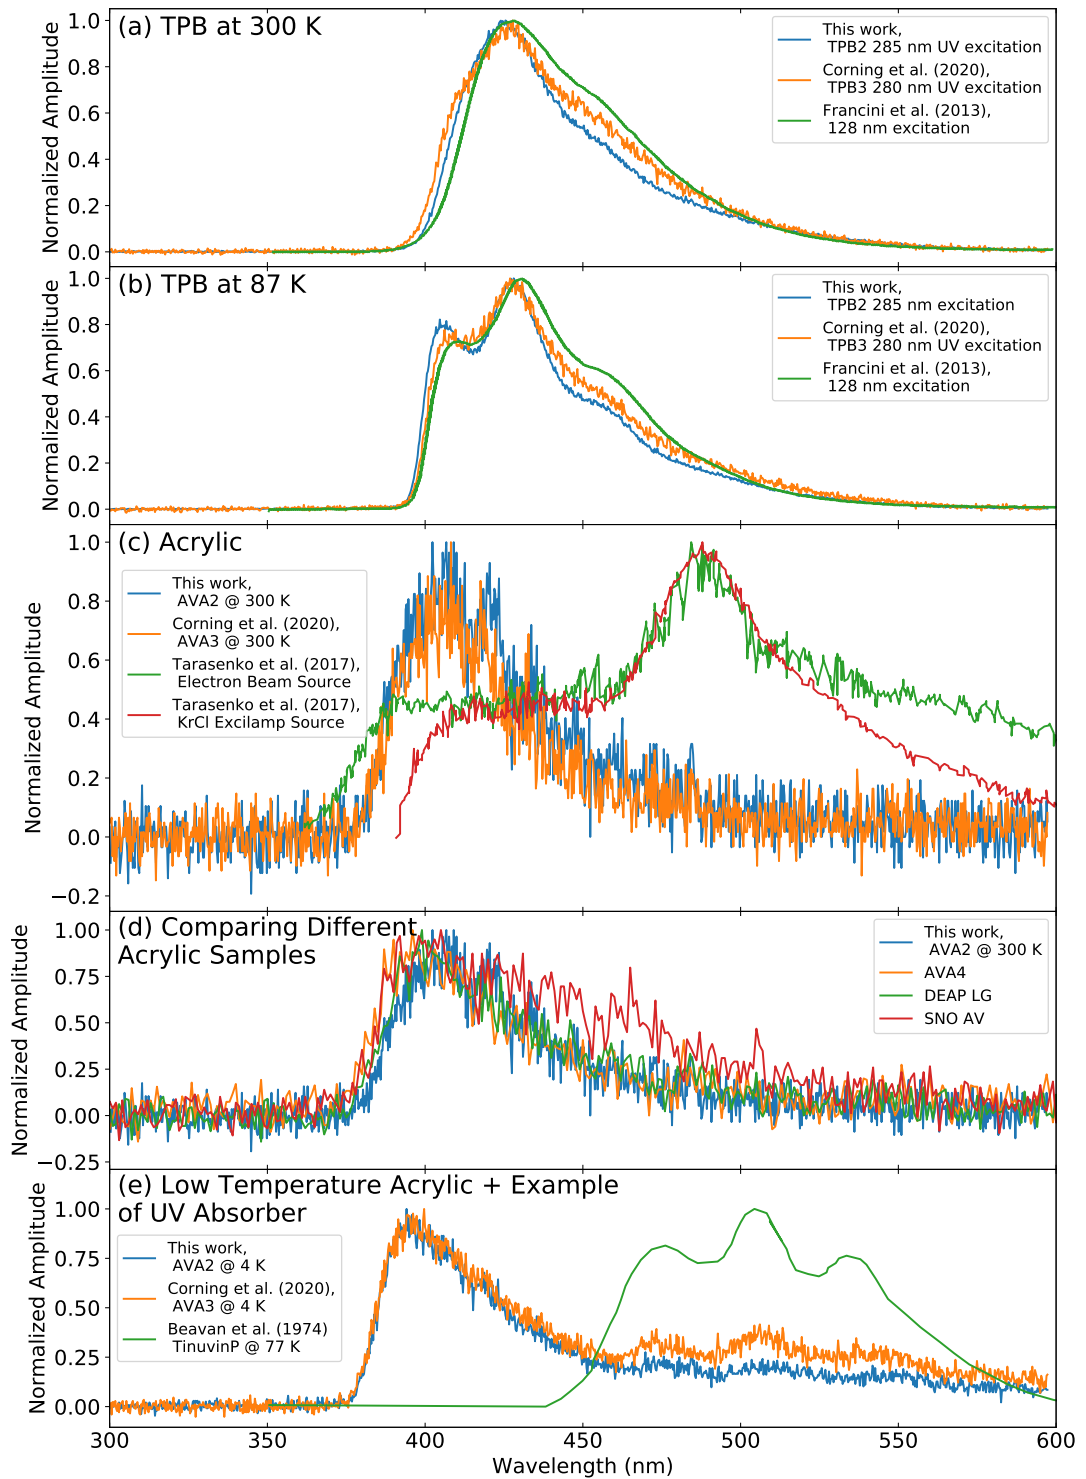 (a) TPB at 300 K
Normalized Amplitude
1.0
0.8
0.6
0.4
0.2
0.0
This work,
TPB2 285 nm UV excitation
Corning et al. (2020),
TPB3 280 nm UV excitation
Francini et al. (2013),
128 nm excitation
(b) TPB at 87 K
Normalized Amplitude
1.0
0.8
0.6
0.4
0.2
0.0
This work,
TPB2 285 nm excitation
Corning et al. (2020),
TPB3 280 nm UV excitation
Francini et al. (2013),
128 nm excitation
(c) Acrylic
Normalized Amplitude
1.0
0.8
0.6
0.4
0.2
0.0
−0.2
This work,
AVA2 @ 300 K
Corning et al. (2020),
AVA3 @ 300 K
Tarasenko et al. (2017),
Electron Beam Source
Tarasenko et al. (2017),
KrCl Excilamp Source
(d) Comparing Different
Acrylic Samples
Normalized Amplitude
1.00
0.75
0.50
0.25
0.00
−0.25
This work,
AVA2 @ 300 K
AVA4
DEAP LG
SNO AV
(e) Low Temperature Acrylic + Example
of UV Absorber
Normalized Amplitude
1.00
0.75
0.50
0.25
0.00
This work,
AVA2 @ 4 K
Corning et al. (2020),
AVA3 @ 4 K
Beavan et al. (1974)
TinuvinP @ 77 K
300 350 400 450 500 550 600
Wavelength (nm)